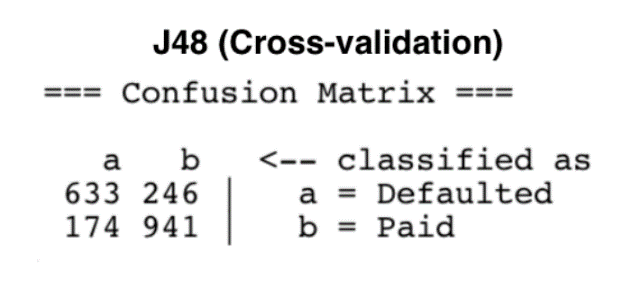 J48 (Cross-validation)
=== Confusion Matrix ===
a b <-- classified as
633 246 | a = Defaulted
174 941 | b = Paid